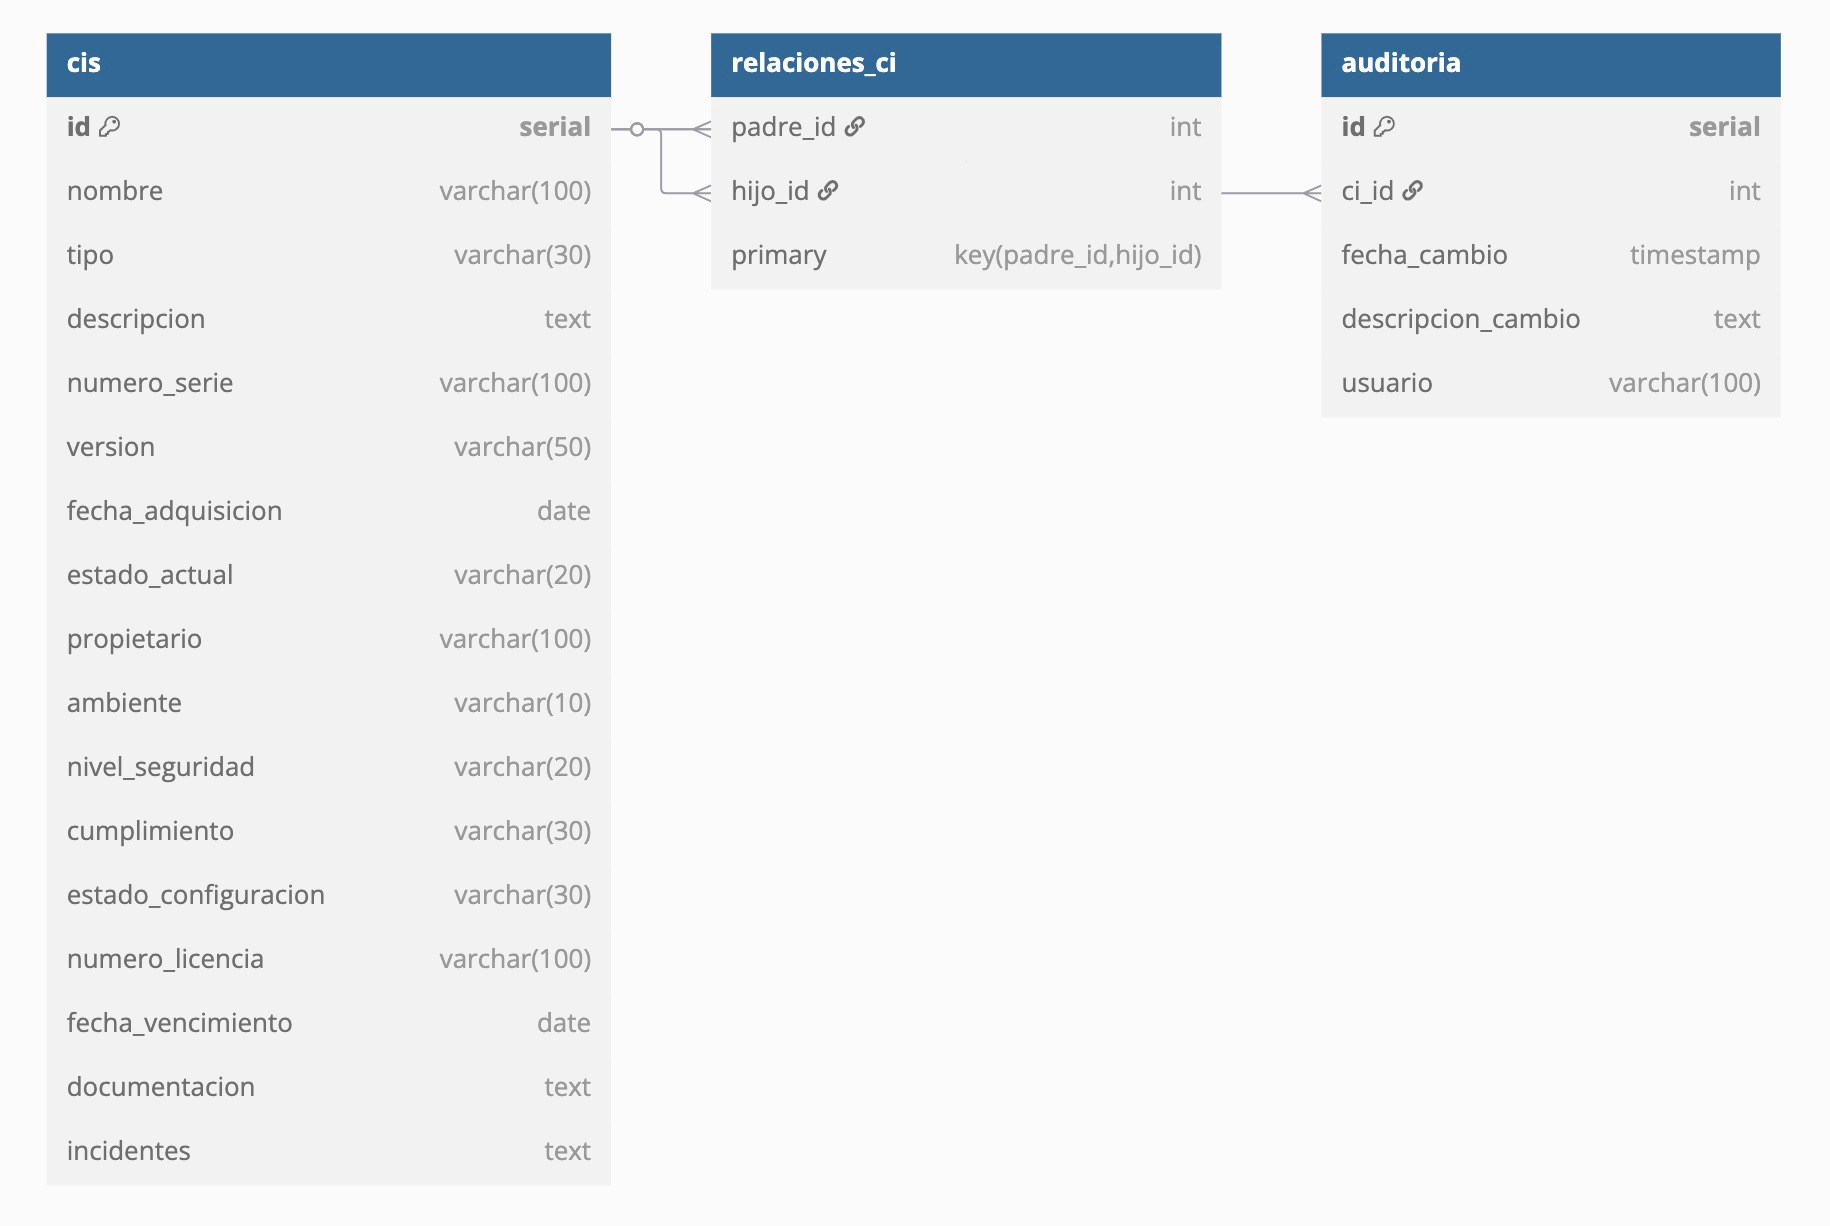 cis
id serial
nombre varchar(100)
tipo varchar(30)
descripcion text
numero_serie varchar(100)
version varchar(50)
fecha_adquisicion date
estado_actual varchar(20)
propietario varchar(100)
ambiente varchar(10)
nivel_seguridad varchar(20)
cumplimiento varchar(30)
estado_configuracion varchar(30)
numero_licencia varchar(100)
fecha_vencimiento date
documentacion text
incidentes text
relaciones_ci
padre_id int
hijo_id int
primary key(padre_id,hijo_id)
auditoria
id serial
ci_id int
fecha_cambio timestamp
descripcion_cambio text
usuario varchar(100)